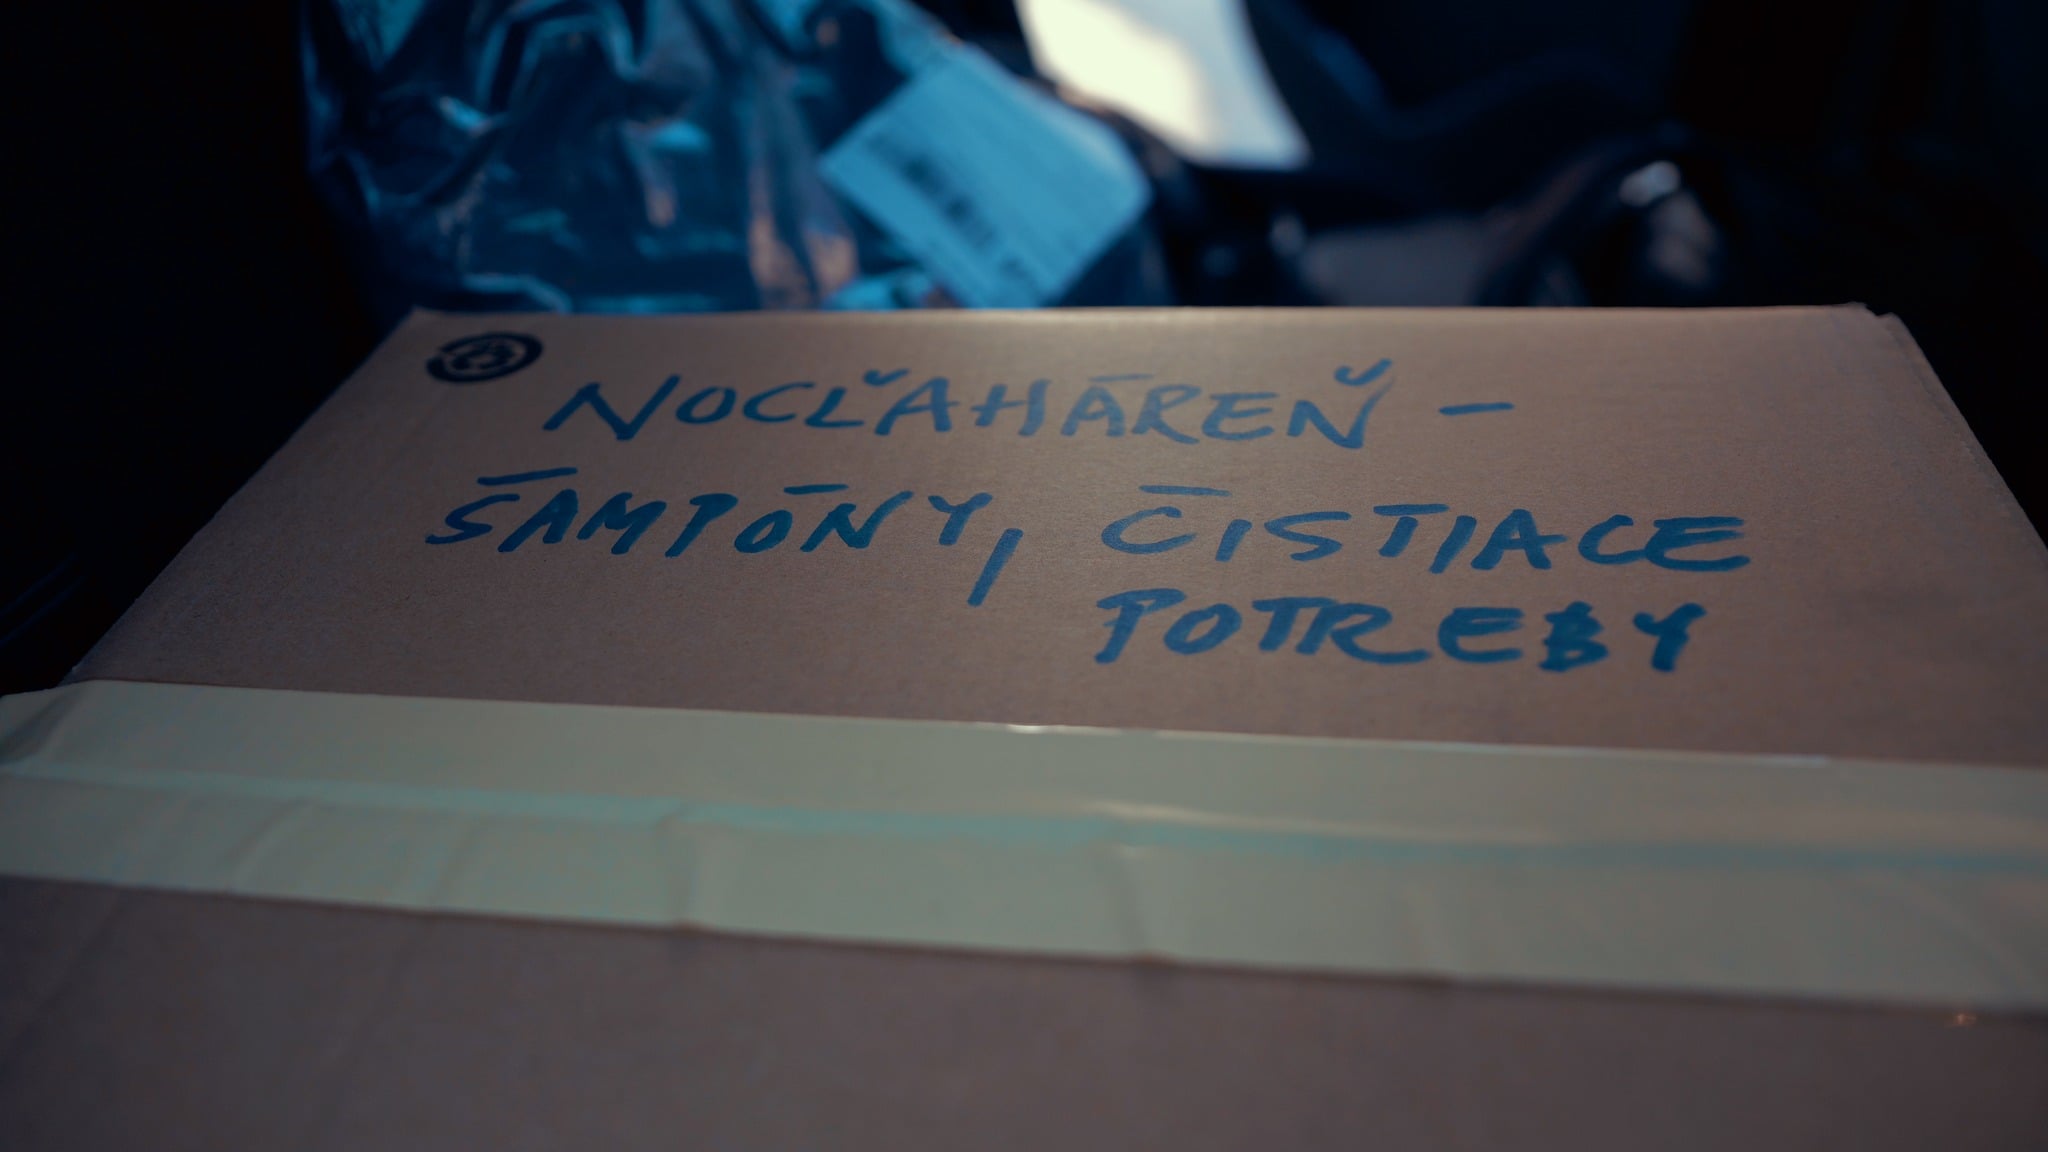 NOCĽAHÁREŇ -
ŠAMPÓNY, ČISTIACE
POTREBY